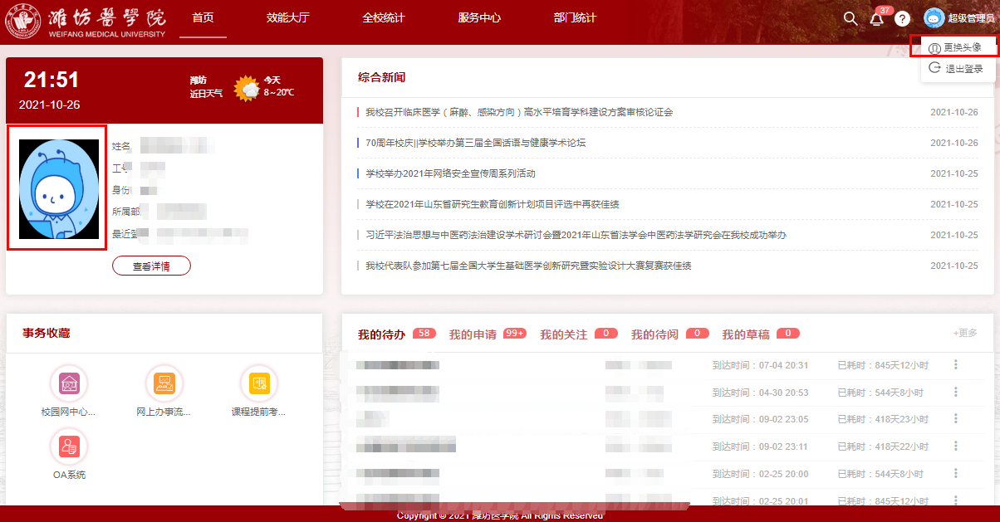 濰坊醫學院
WEIFANG MEDICAL UNIVERSITY
首页 效能大厅 全校统计 服务中心 部门统计
37
?
超级管理员
更换头像
退出登录
21:51
2021-10-26
潍坊
近日天气
今天
8~20℃
姓名
工号
身份
所属部
最近登
查看详情
综合新闻
我校召开临床医学（麻醉、感染方向）高水平培育学科建设方案审核论证会 2021-10-26
70周年校庆||学校举办第三届全国话语与健康学术论坛 2021-10-26
学校举办2021年网络安全宣传周系列活动 2021-10-25
学校在2021年山东省研究生教育创新计划项目评选中再获佳绩 2021-10-25
习近平法治思想与中医药法治建设学术研讨会暨2021年山东省法学会中医药法学研究会在我校成功举办 2021-10-25
我校代表队参加第七届全国大学生基础医学创新研究暨实验设计大赛复赛获佳绩 2021-10-25
事务收藏
校园网中心... 网上办事流... 课程提前考...
OA系统
我的待办 58 我的申请 99+ 我的关注 0 我的待阅 0 我的草稿 0 +更多
到达时间：07-04 20:31 已耗时：845天12小时
到达时间：04-30 20:53 已耗时：544天8小时
到达时间：09-02 23:05 已耗时：418天23小时
到达时间：09-02 23:11 已耗时：418天22小时
到达时间：02-25 20:00 已耗时：544天8小时
到达时间：02-25 20:01 已耗时：845天12小时
Copyright © 2021 潍坊医学院 All Rights Reserved